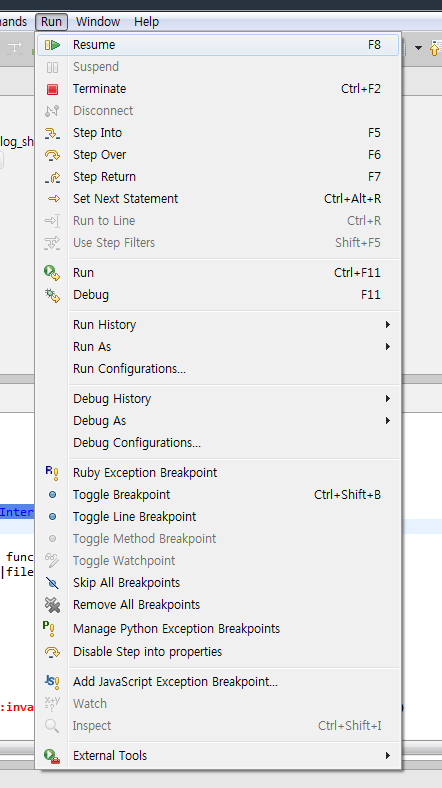 nands Run Window Help
Resume F8
Suspend
Terminate Ctrl+F2
Disconnect
log_sh
Step Into F5
Step Over F6
Step Return F7
Set Next Statement Ctrl+Alt+R
Run to Line Ctrl+R
Use Step Filters Shift+F5
Run Ctrl+F11
Debug F11
Run History
Run As
Run Configurations...
Debug History
Debug As
Debug Configurations...
Ruby Exception Breakpoint
Toggle Breakpoint Ctrl+Shift+B
Inter
Toggle Line Breakpoint
Toggle Method Breakpoint
func
Toggle Watchpoint
|file
Skip All Breakpoints
Remove All Breakpoints
Manage Python Exception Breakpoints
Disable Step into properties
Add JavaScript Exception Breakpoint...
:inva
Watch
Inspect Ctrl+Shift+I
External Tools